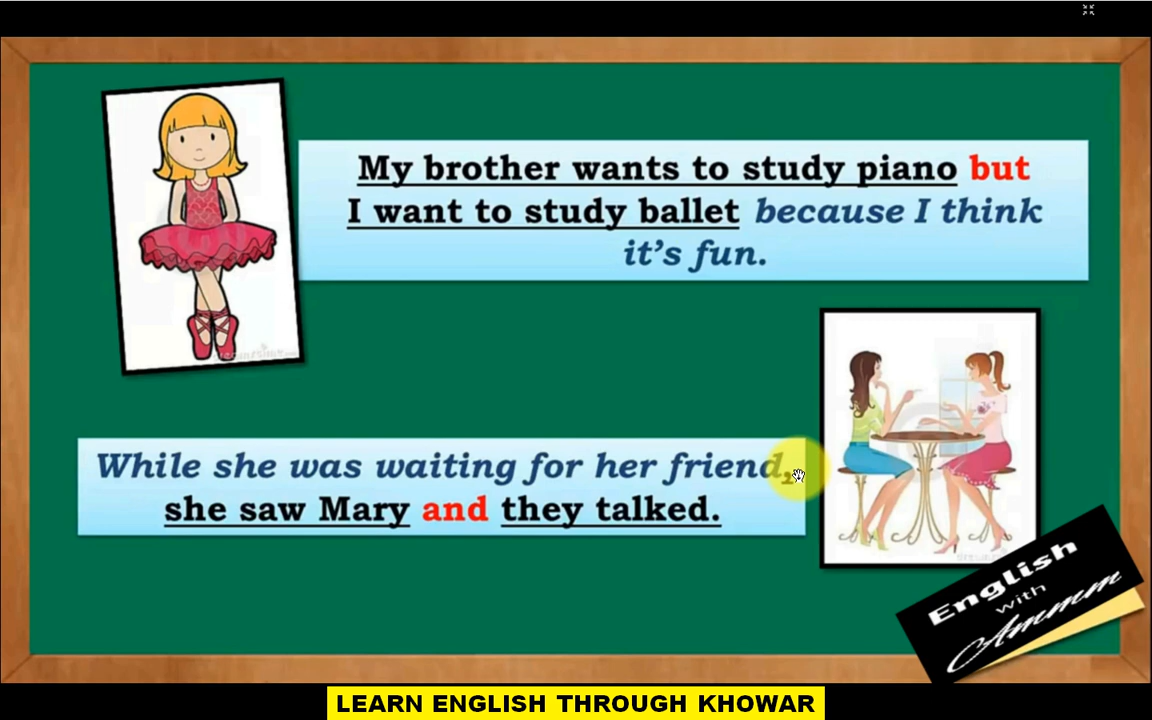 My brother wants to study piano but
I want to study ballet because I think
it's fun.
While she was waiting for her friend,
she saw Mary and they talked.
English
with
Ammm
LEARN ENGLISH THROUGH KHOWAR